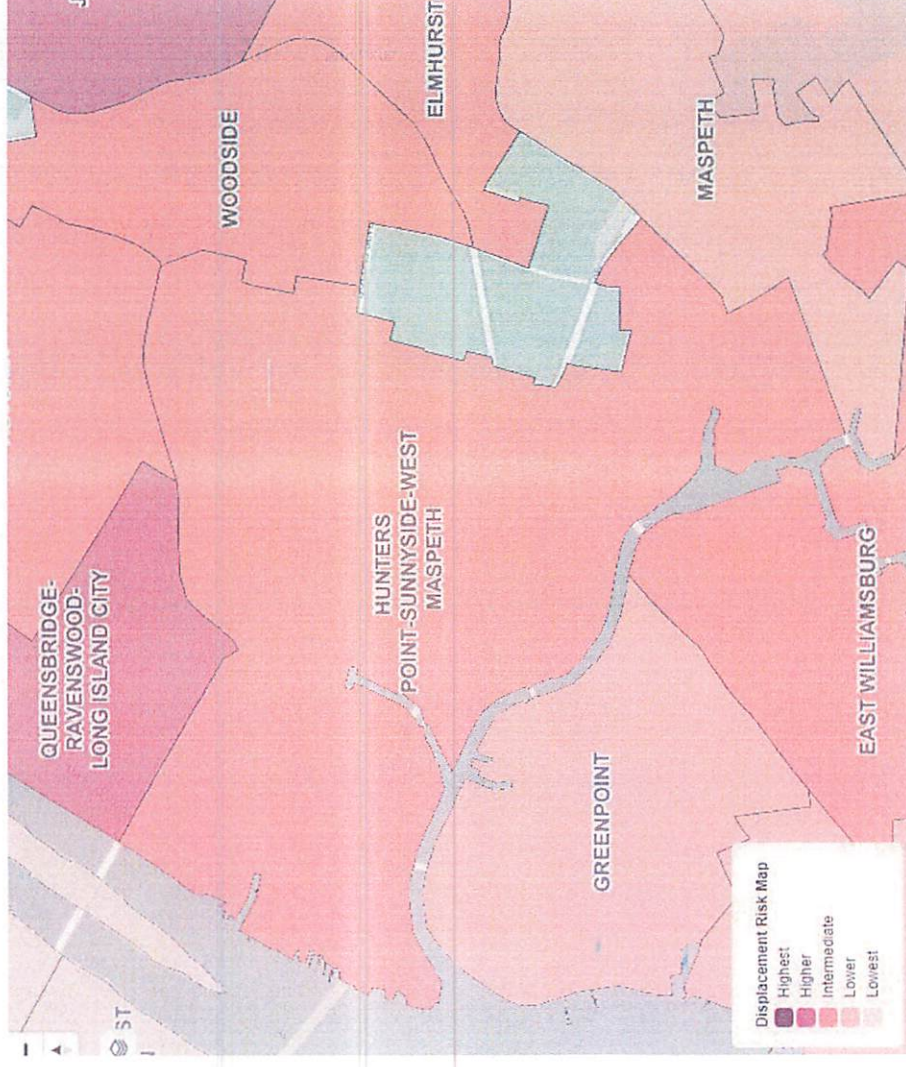 QUEENSBRIDGE-
RAVENSWOOD-
LONG ISLAND CITY
WOODSIDE
ELMHURST
HUNTERS
POINT-SUNNYSIDE-WEST
MASPETH
MASPETH
GREENPOINT
EAST WILLIAMSBURG
ST
Displacement Risk Map
Highest
Higher
Intermediate
Lower
Lowest